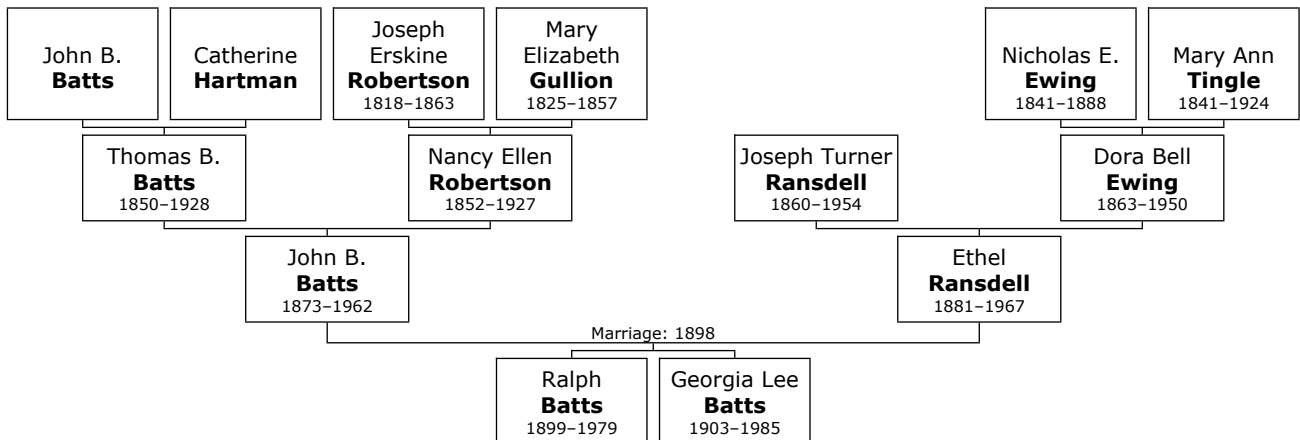 John B.
Batts
Catherine
Hartman
Joseph
Erskine
Robertson
1818–1863
Mary
Elizabeth
Gullion
1825–1857
Nicholas E.
Ewing
1841–1888
Mary Ann
Tingle
1841–1924
Thomas B.
Batts
1850–1928
Nancy Ellen
Robertson
1852–1927
Joseph Turner
Ransdell
1860–1954
Dora Bell
Ewing
1863–1950
John B.
Batts
1873–1962
Ethel
Ransdell
1881–1967
Marriage: 1898
Ralph
Batts
1899–1979
Georgia Lee
Batts
1903–1985